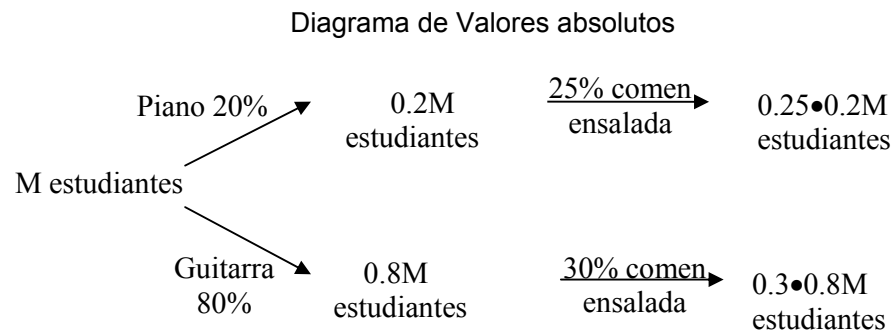 Diagrama de Valores absolutos
Piano 20%
0.2M
estudiantes
25% comen
ensalada
0.25•0.2M
estudiantes
M estudiantes
Guitarra
80%
0.8M
estudiantes
30% comen
ensalada
0.3•0.8M
estudiantes